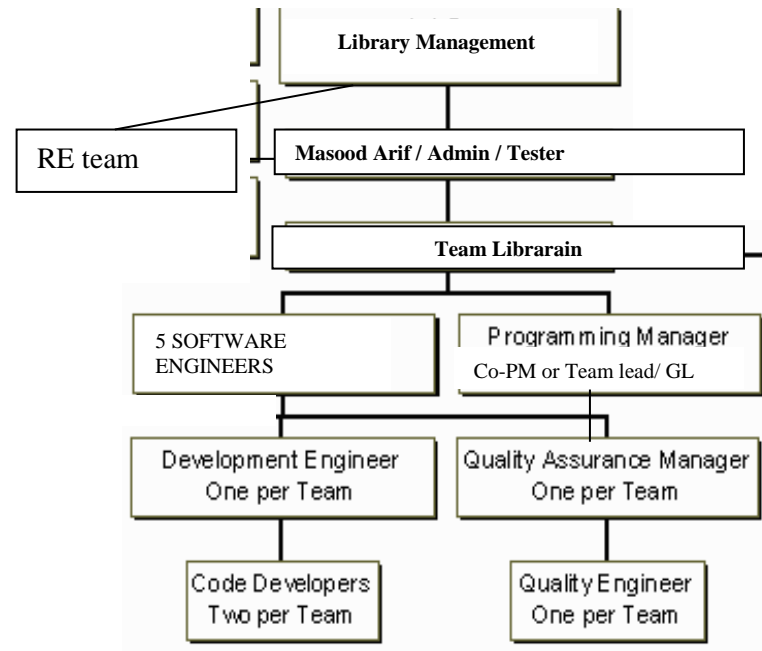 Library Management
RE team
Masood Arif / Admin / Tester
Team Librarain
5 SOFTWARE
ENGINEERS
Programming Manager
Co-PM or Team lead/ GL
Development Engineer
One per Team
Quality Assurance Manager
One per Team
Code Developers
Two per Team
Quality Engineer
One per Team